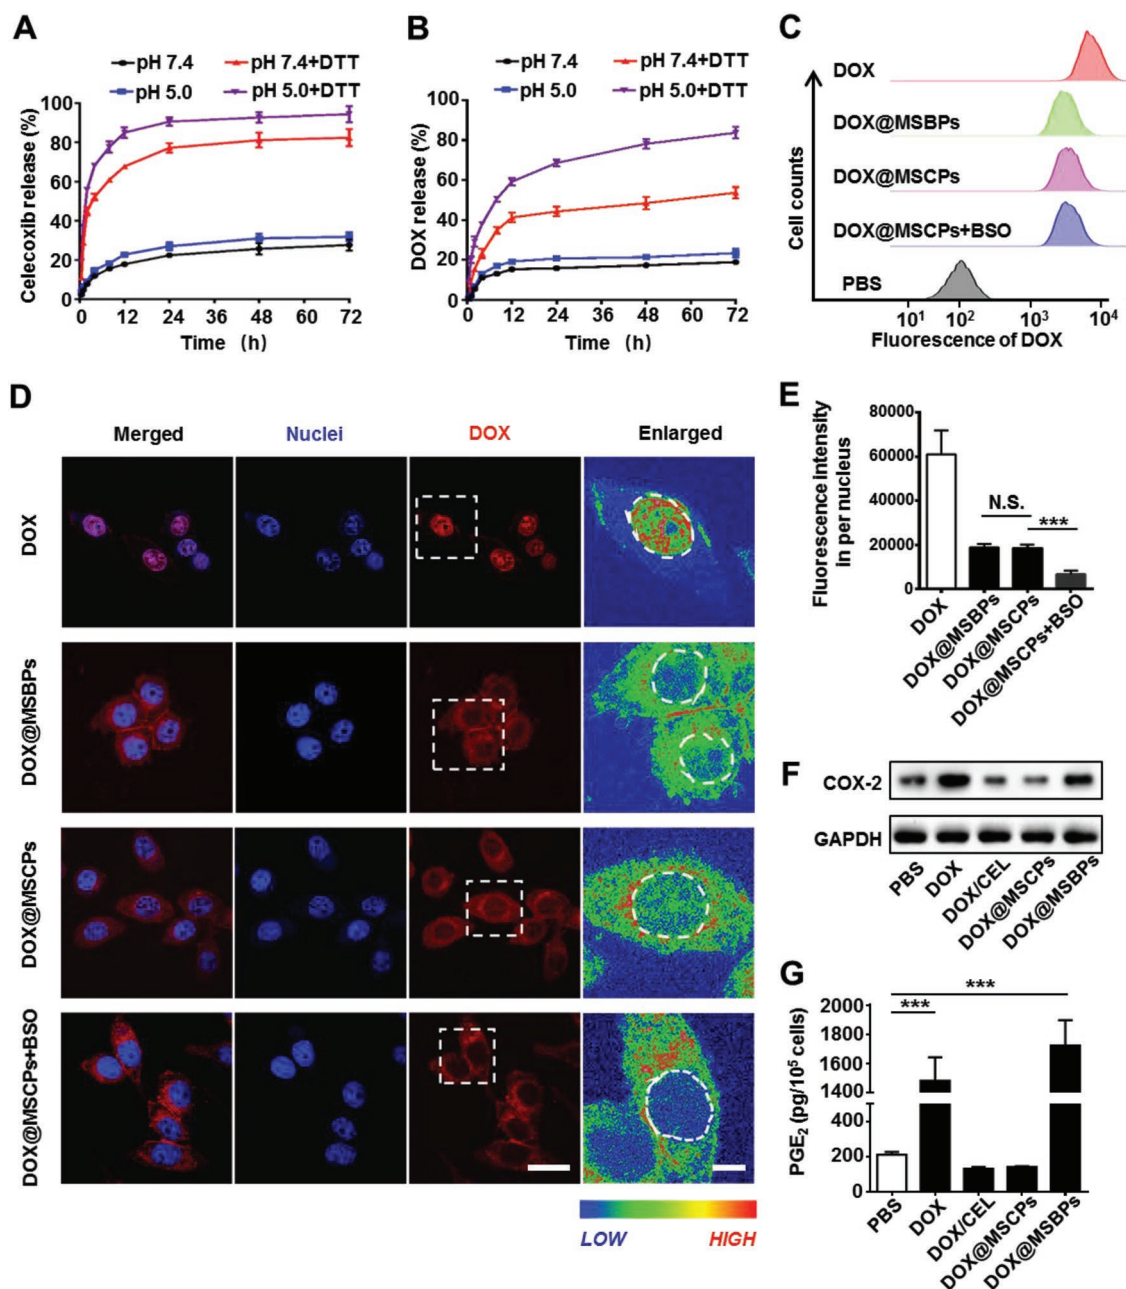 A
pH 7.4
pH 7.4+DTT
pH 5.0
pH 5.0+DTT
Celecoxib release (%)
100
80
60
40
20
0
0 12 24 36 48 60 72
Time (h)
B
pH 7.4
pH 7.4+DTT
pH 5.0
pH 5.0+DTT
DOX release (%)
100
80
60
40
20
0
0 12 24 36 48 60 72
Time (h)
C
Cell counts
DOX
DOX@MSBPs
DOX@MSCPs
DOX@MSCPs+BSO
PBS
10¹ 10² 10³ 10⁴
Fluorescence of DOX
D
Merged Nuclei DOX Enlarged
DOX
DOX@MSBPs
DOX@MSCPs
DOX@MSCPs+BSO
LOW HIGH
E
Fluorescence intensity
in per nucleus
80000
60000
40000
20000
0
N.S.
***
DOX
DOX@MSBPs
DOX@MSCPs
DOX@MSCPs+BSO
F
COX-2
GAPDH
PBS
DOX
DOX/CEL
DOX@MSCPs
DOX@MSBPs
G
PGE₂ (pg/10⁵ cells)
2000
1800
1600
1400
400
200
0
***
***
PBS
DOX
DOX/CEL
DOX@MSCPs
DOX@MSBPs